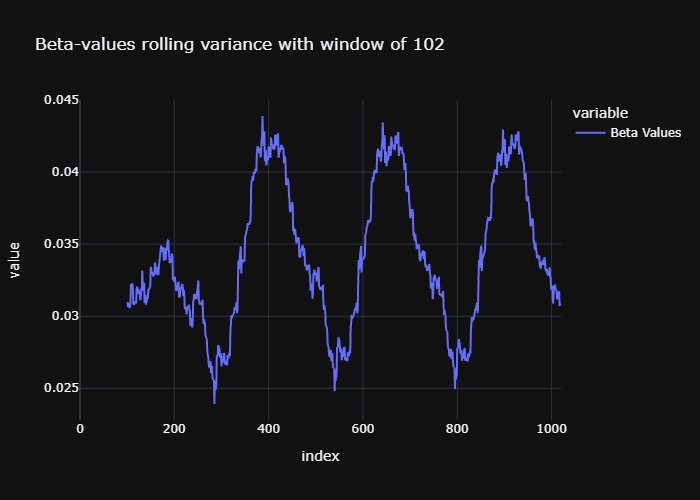 Beta-values rolling variance with window of 102
0.045
0.04
0.035
0.03
0.025
value
0
200
400
600
800
1000
index
variable
Beta Values